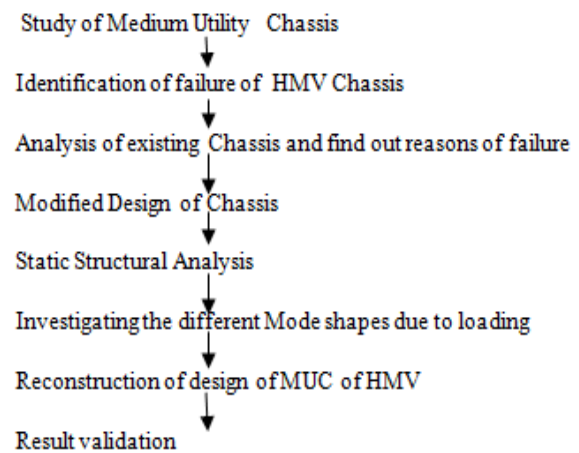 Study of Medium Utility Chassis
Identification of failure of HMV Chassis
Analysis of existing Chassis and find out reasons of failure
Modified Design of Chassis
Static Structural Analysis
Investigating the different Mode shapes due to loading
Reconstruction of design of MUC of HMV
Result validation